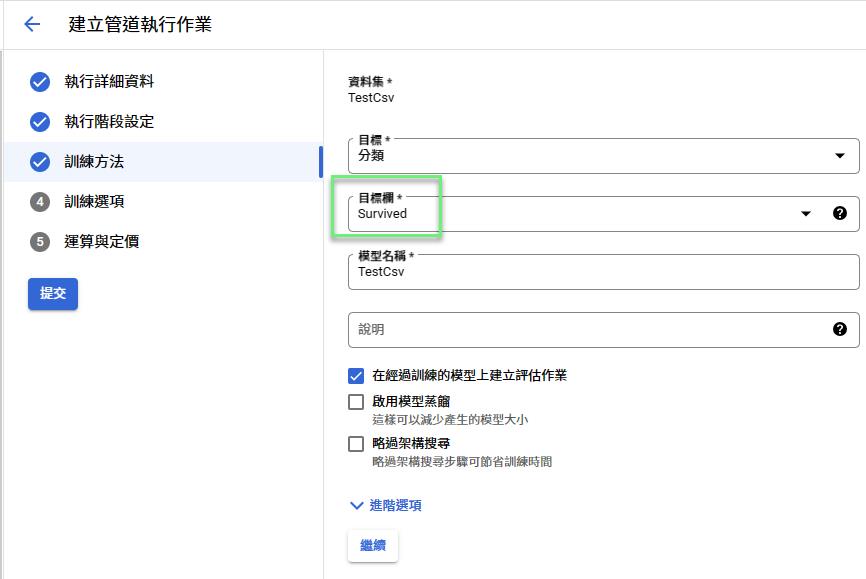 建立管道執行作業
執行詳細資料
執行階段設定
訓練方法
4 訓練選項
5 運算與定價
提交
資料集 *
TestCsv
目標 *
分類
目標欄 *
Survived
模型名稱 *
TestCsv
說明
在經過訓練的模型上建立評估作業
啟用模型蒸餾
這樣可以減少產生的模型大小
略過架構搜尋
略過架構搜尋步驟可節省訓練時間
進階選項
繼續